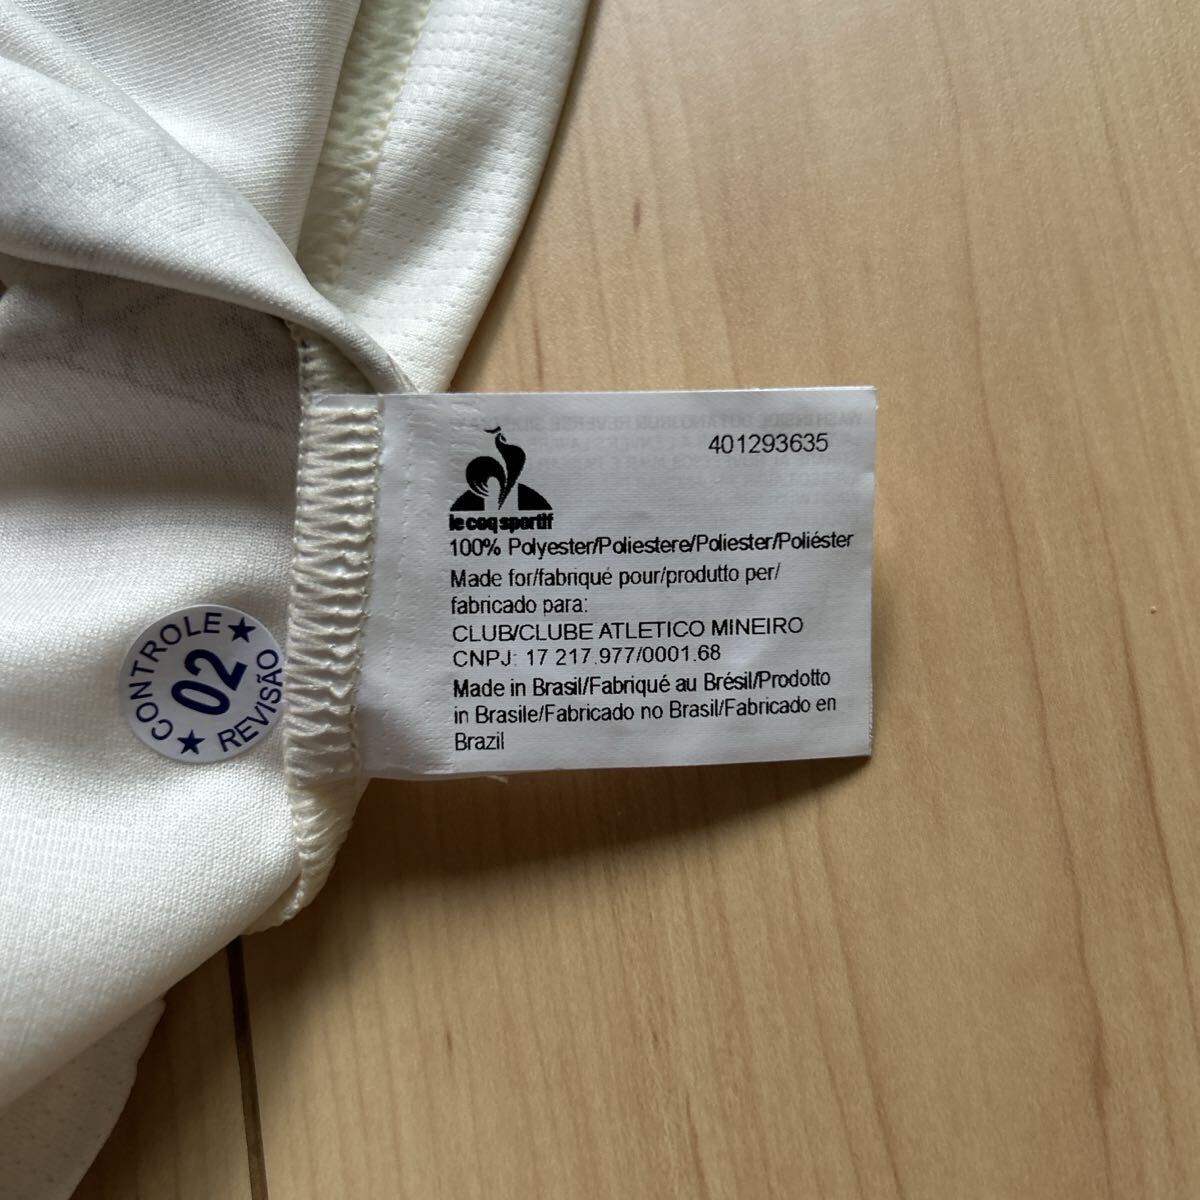 401293635
le coq sportif
100% Polyester/Poliestere/Poliester/Poliéster
Made for/fabriqué pour/produtto per/
fabricado para:
CLUB/CLUBE ATLETICO MINEIRO
CNPJ: 17 217.977/0001.68
Made in Brasil/Fabriqué au Brésil/Prodotto
in Brasile/Fabricado no Brasil/Fabricado en
Brazil
CONTROLE
02
REVISÃO